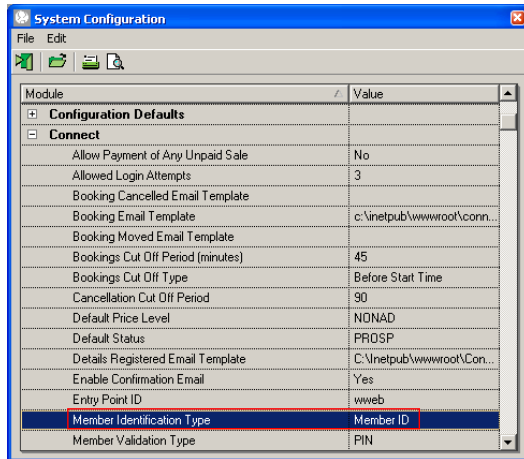 System Configuration
File Edit
Module Value
Configuration Defaults
Connect
Allow Payment of Any Unpaid Sale No
Allowed Login Attempts 3
Booking Cancelled Email Template
Booking Email Template c:\inetpub\wwwroot\conn...
Booking Moved Email Template
Bookings Cut Off Period (minutes) 45
Bookings Cut Off Type Before Start Time
Cancellation Cut Off Period 90
Default Price Level NONAD
Default Status PROSP
Details Registered Email Template C:\Inetpub\wwwroot\Con...
Enable Confirmation Email Yes
Entry Point ID wweb
Member Identification Type Member ID
Member Validation Type PIN